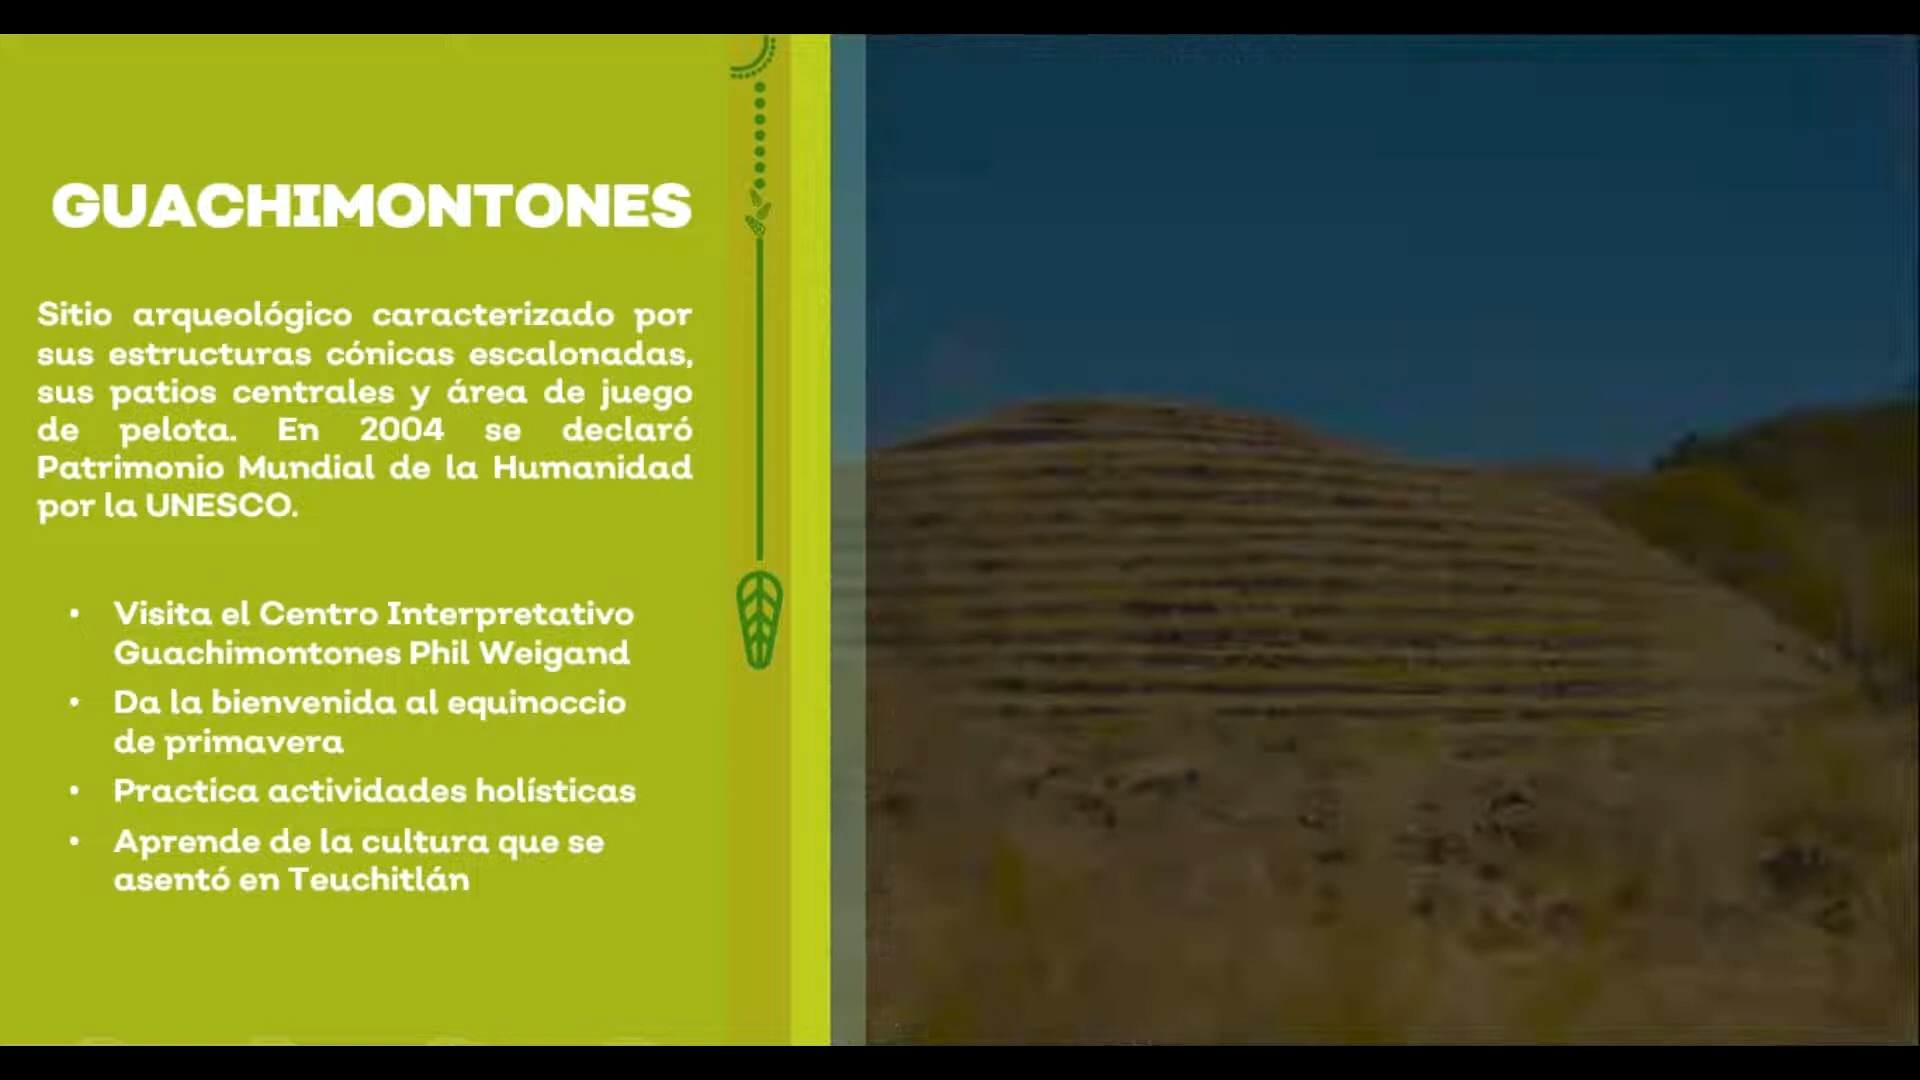 GUACHIMONTONES
Sitio arqueológico caracterizado por
sus estructuras cónicas escalonadas,
sus patios centrales y área de juego
de pelota. En 2004 se declaró
Patrimonio Mundial de la Humanidad
por la UNESCO.
• Visita el Centro Interpretativo
Guachimontones Phil Weigand
• Da la bienvenida al equinoccio
de primavera
• Practica actividades holísticas
• Aprende de la cultura que se
asentó en Teuchitlán